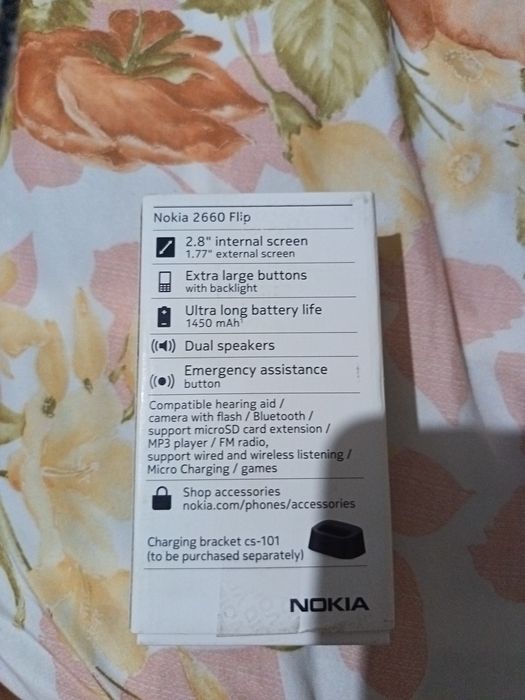 Nokia 2660 Flip
2.8" internal screen
1.77" external screen
Extra large buttons
with backlight
Ultra long battery life
1450 mAh
Dual speakers
Emergency assistance
button
Compatible hearing aid /
camera with flash / Bluetooth /
support microSD card extension /
MP3 player / FM radio,
support wired and wireless listening /
Micro Charging / games
Shop accessories
nokia.com/phones/accessories
Charging bracket cs-101
(to be purchased separately)
NOKIA